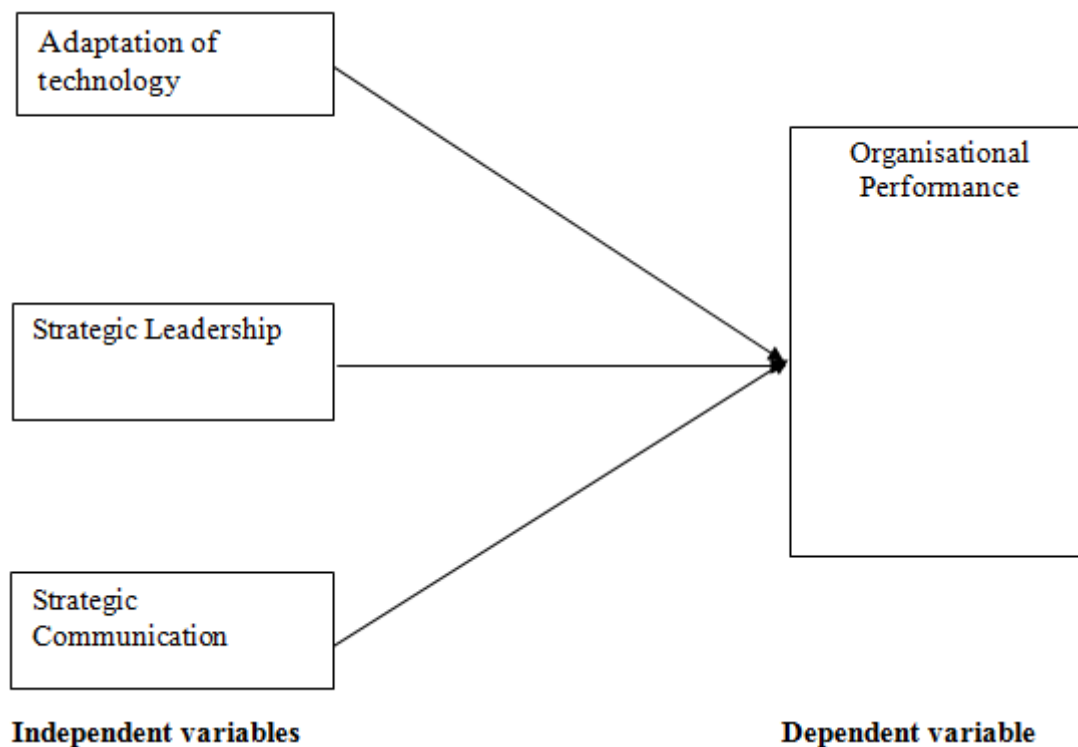 Adaptation of
technology
Organisational
Performance
Strategic Leadership
Strategic
Communication
Independent variables
Dependent variable